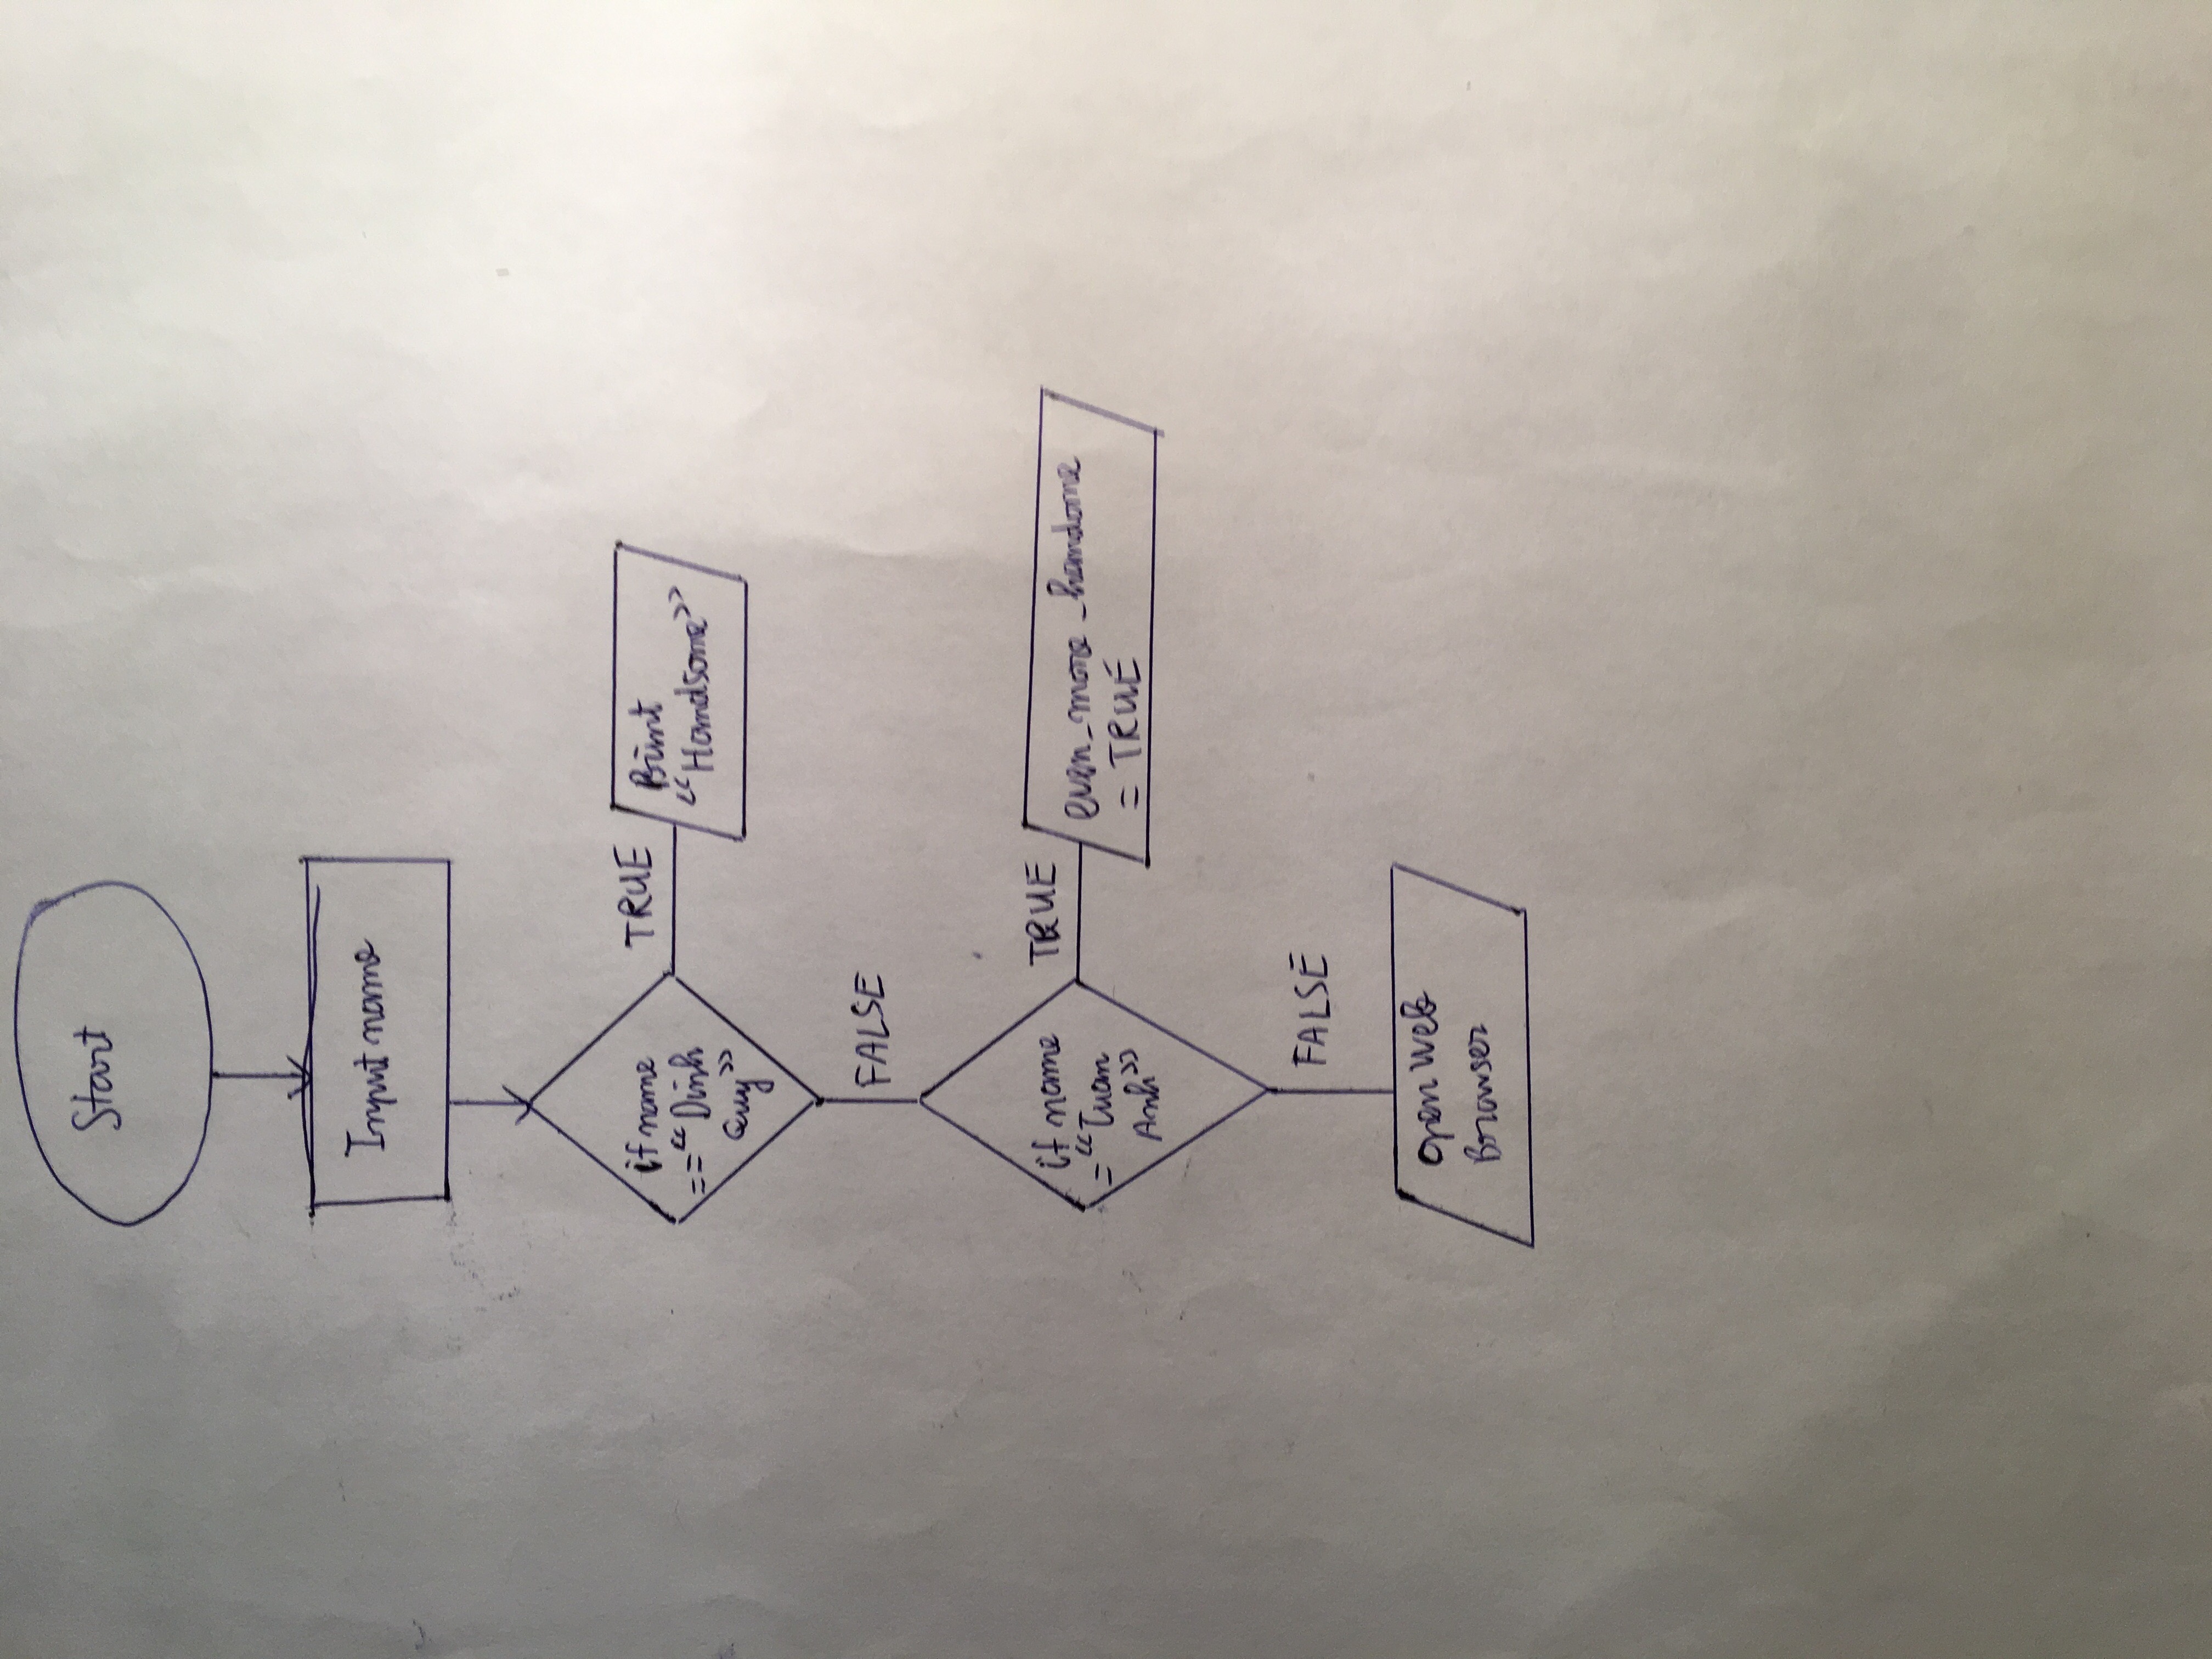 Start
Input name
if name
=="Dinh
Quy"
TRUE
Print
"Handsome"
FALSE
if name
="Tuan
Anh"
TRUE
even_more_handome
= TRUE
FALSE
open Web
Browser